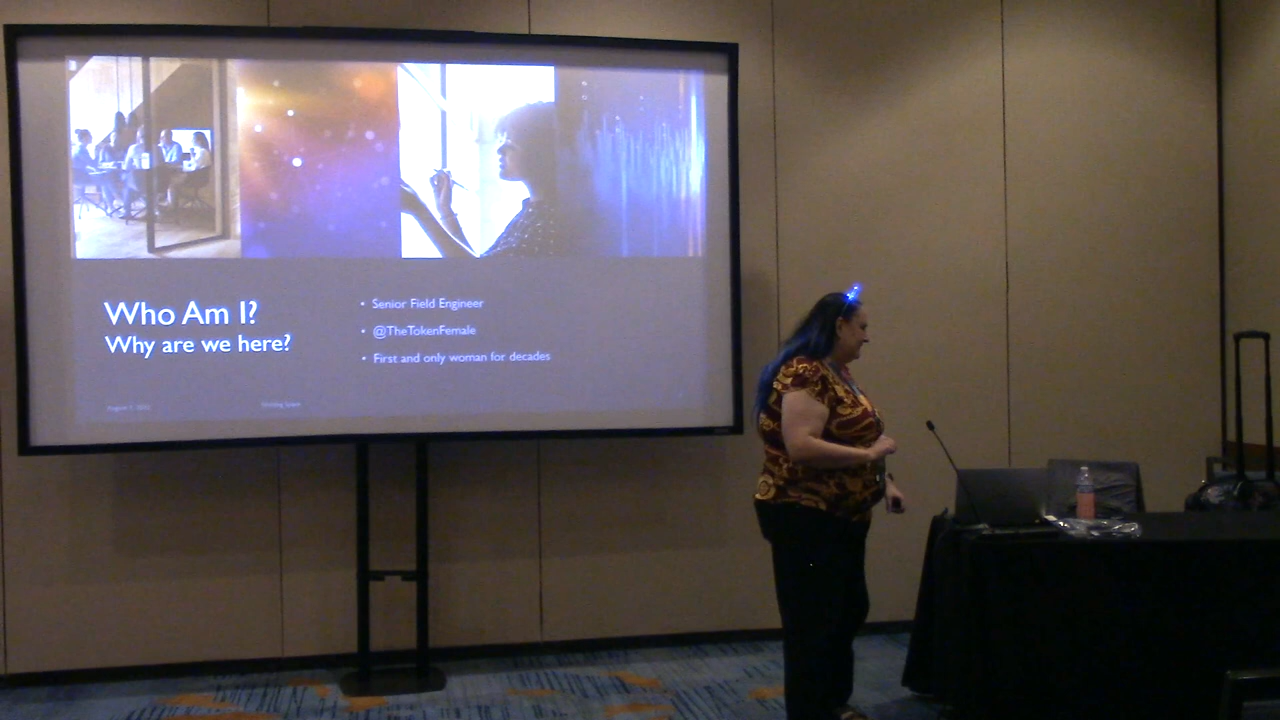 Who Am I?
Why are we here?
• Senior Field Engineer
• @TheTokenFemale
• First and only woman for decades